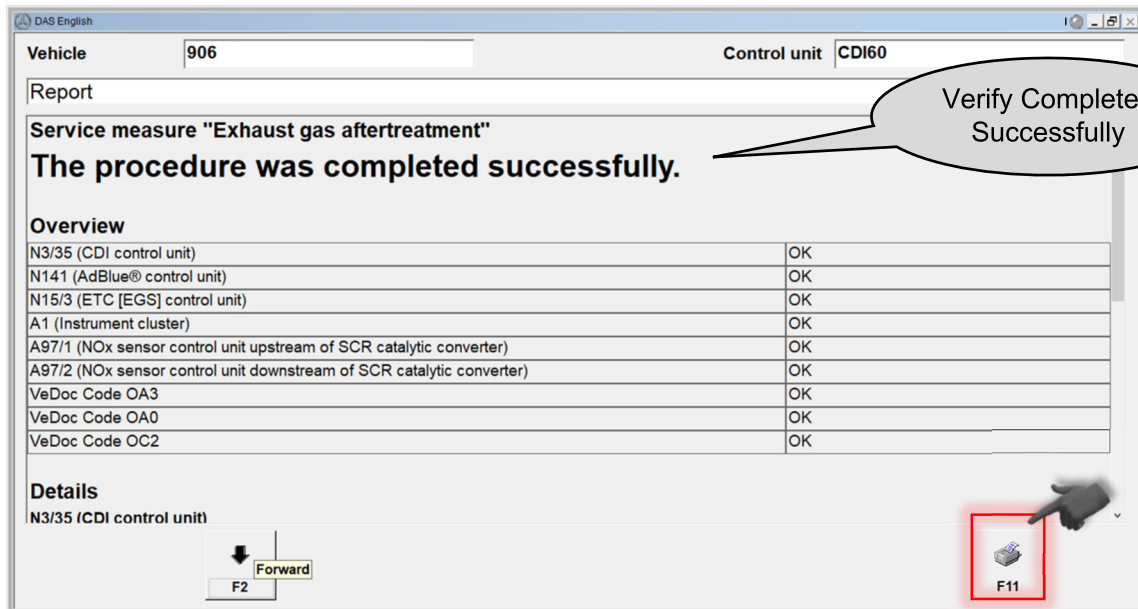 DAS English
Vehicle 906 Control unit CDI60
Report
Verify Complete
Successfully
Service measure "Exhaust gas aftertreatment"
The procedure was completed successfully.
Overview
N3/35 (CDI control unit) OK
N141 (AdBlue® control unit) OK
N15/3 (ETC [EGS] control unit) OK
A1 (Instrument cluster) OK
A97/1 (NOx sensor control unit upstream of SCR catalytic converter) OK
A97/2 (NOx sensor control unit downstream of SCR catalytic converter) OK
VeDoc Code OA3 OK
VeDoc Code OA0 OK
VeDoc Code OC2 OK
Details
N3/35 (CDI control unit)
Forward
F2 F11